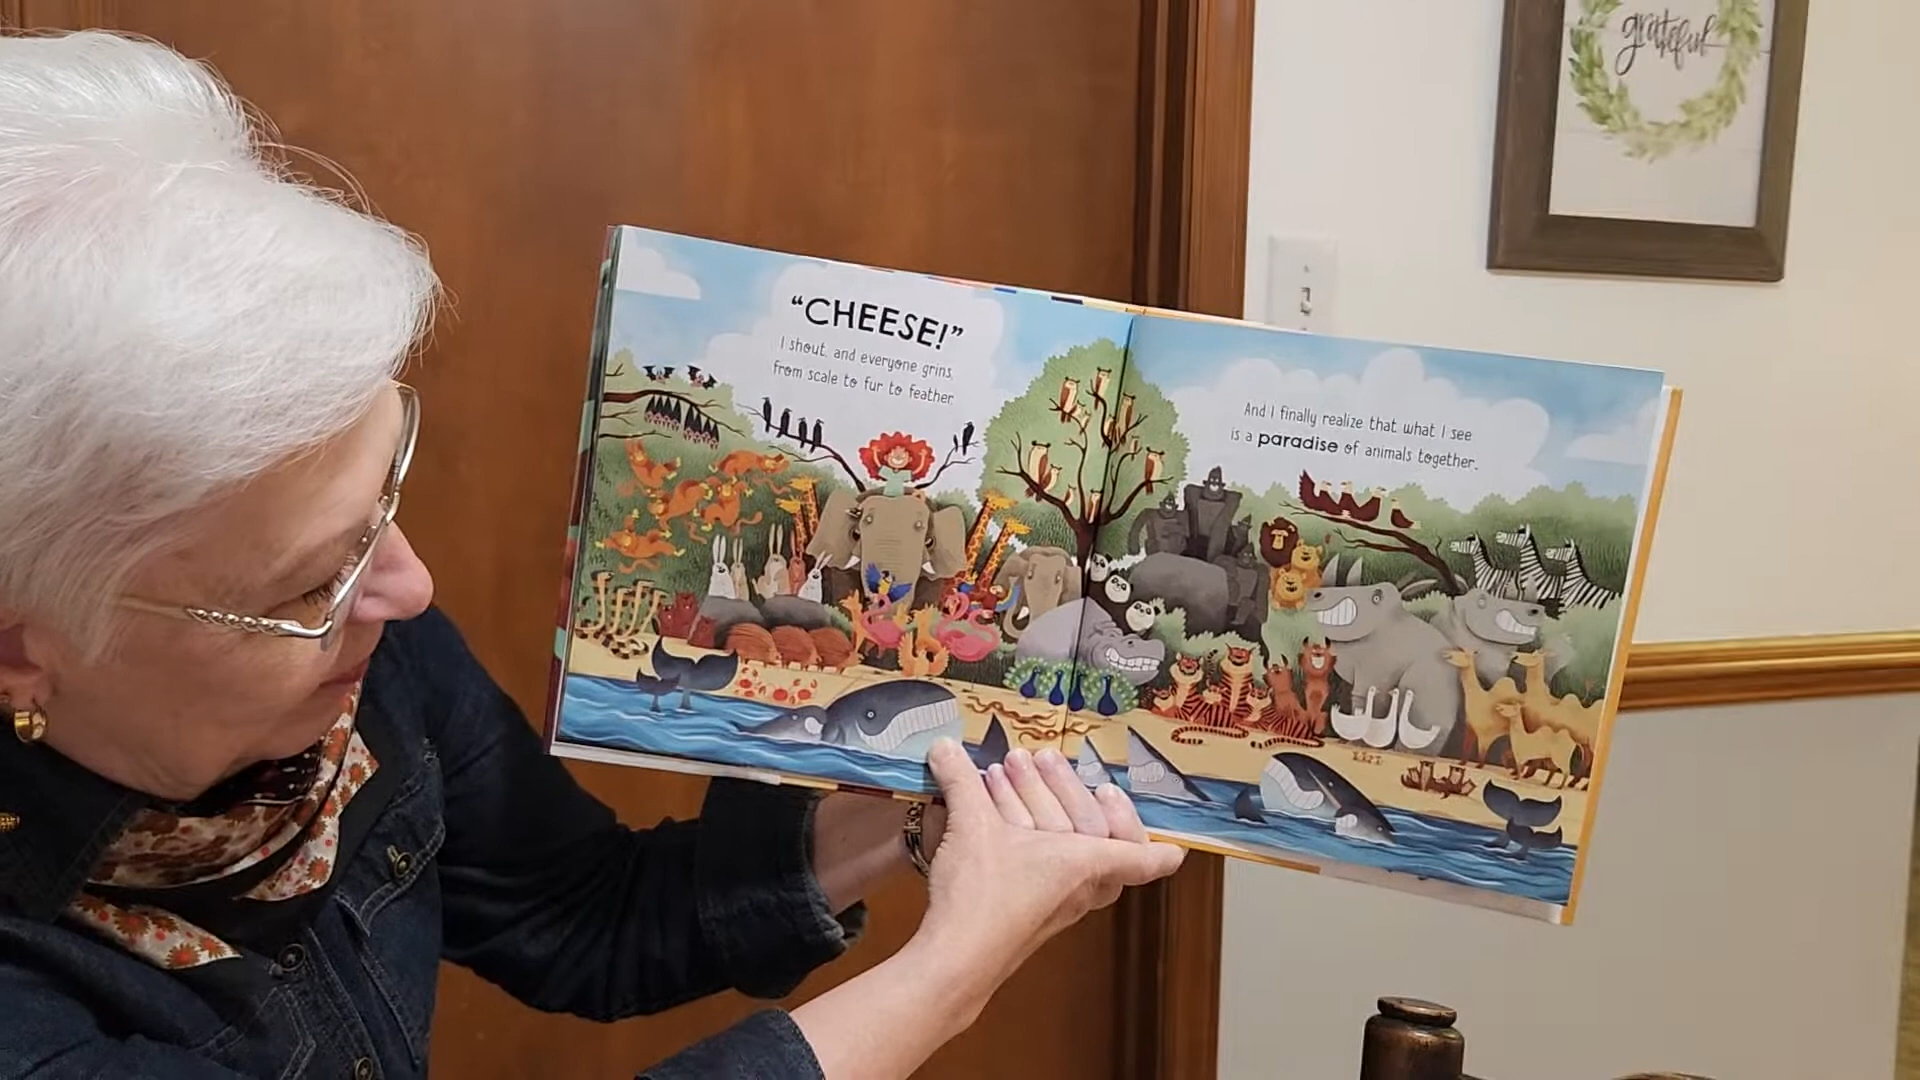 grateful
"CHEESE!"
I shout, and everyone grins,
from scale to fur to feather.
And I finally realize that what I see
is a paradise of animals together.